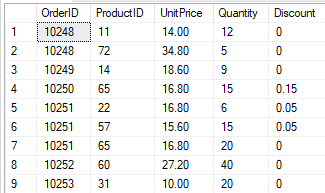 OrderID ProductID UnitPrice Quantity Discount
1 10248 11 14.00 12 0
2 10248 72 34.80 5 0
3 10249 14 18.60 9 0
4 10250 65 16.80 15 0.15
5 10251 22 16.80 6 0.05
6 10251 57 15.60 15 0.05
7 10251 65 16.80 20 0
8 10252 60 27.20 40 0
9 10253 31 10.00 20 0